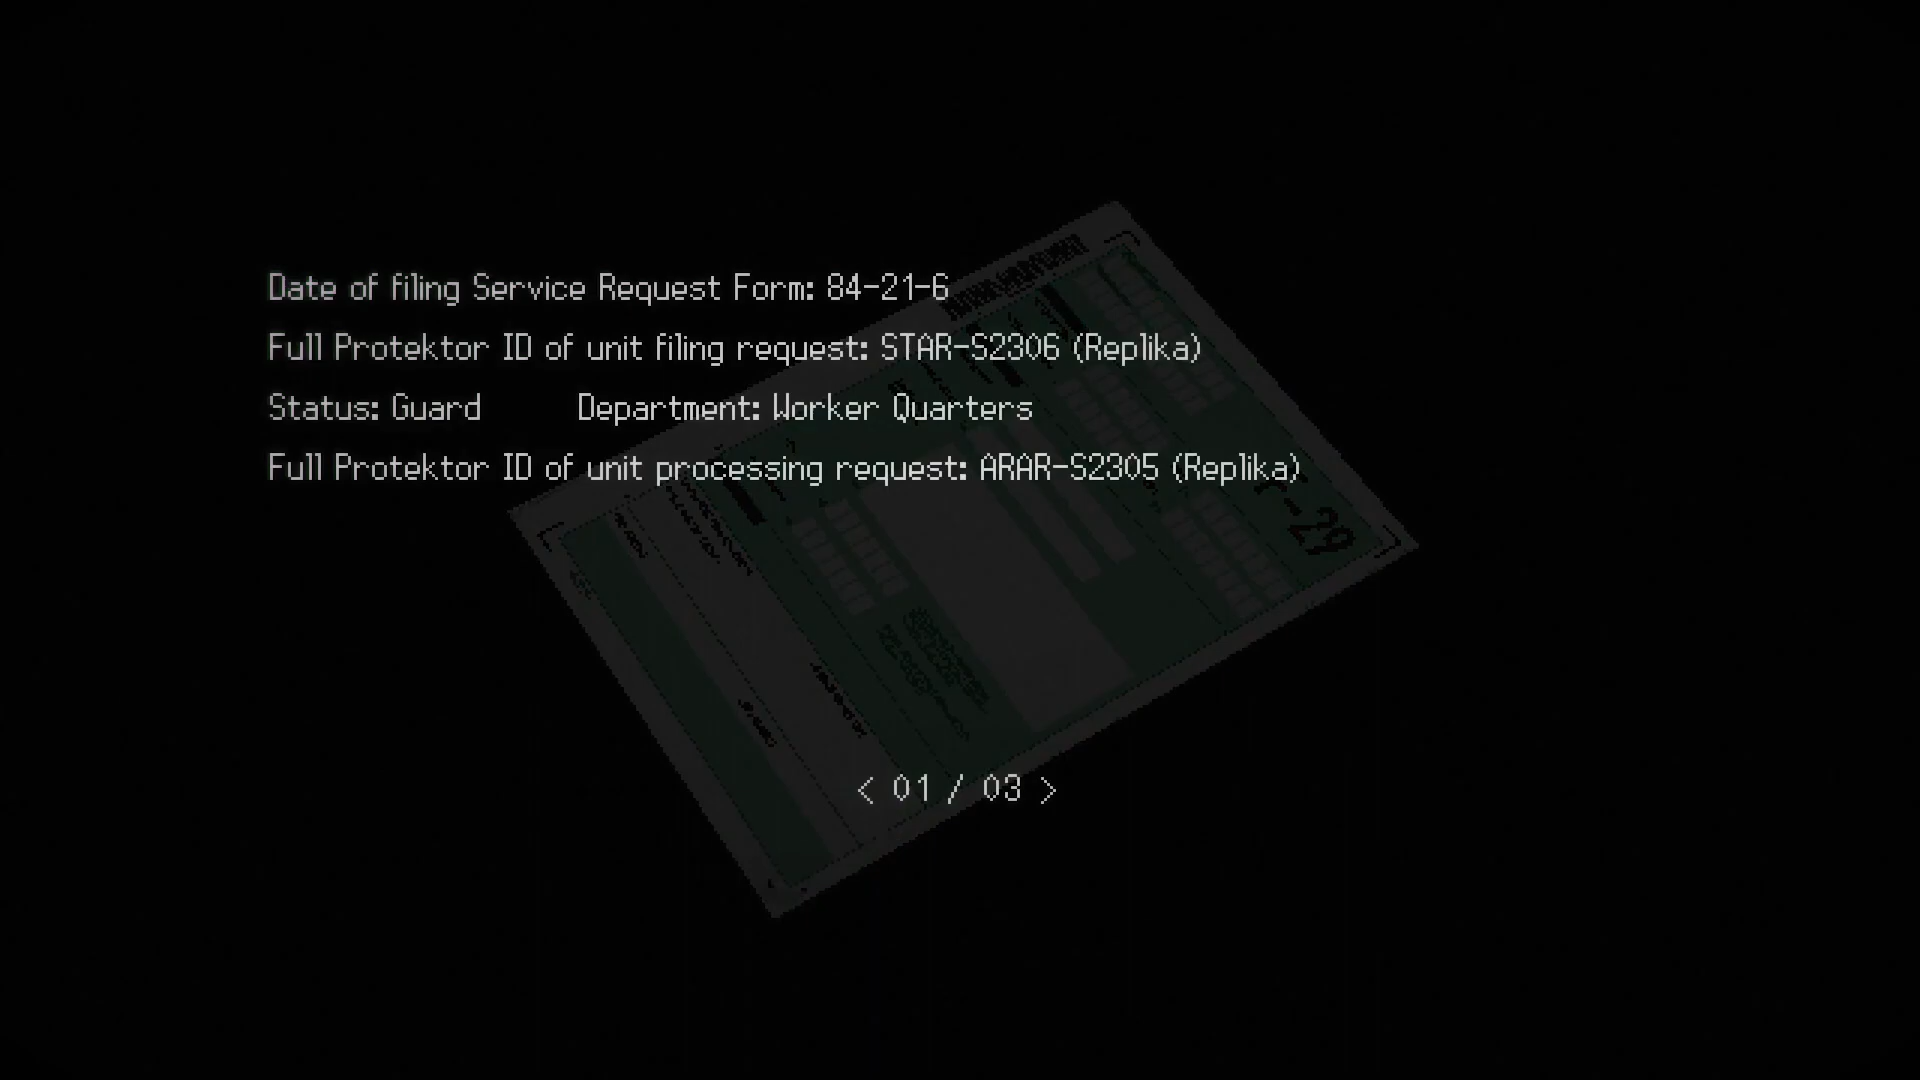 Date of filing Service Request Form: 84-21-6
Full Protektor ID of unit filing request: STAR-S2306 (Replika)
Status: Guard Department: Worker Quarters
Full Protektor ID of unit processing request: ARAR-S2305 (Replika)
-29
< 01 / 03 >